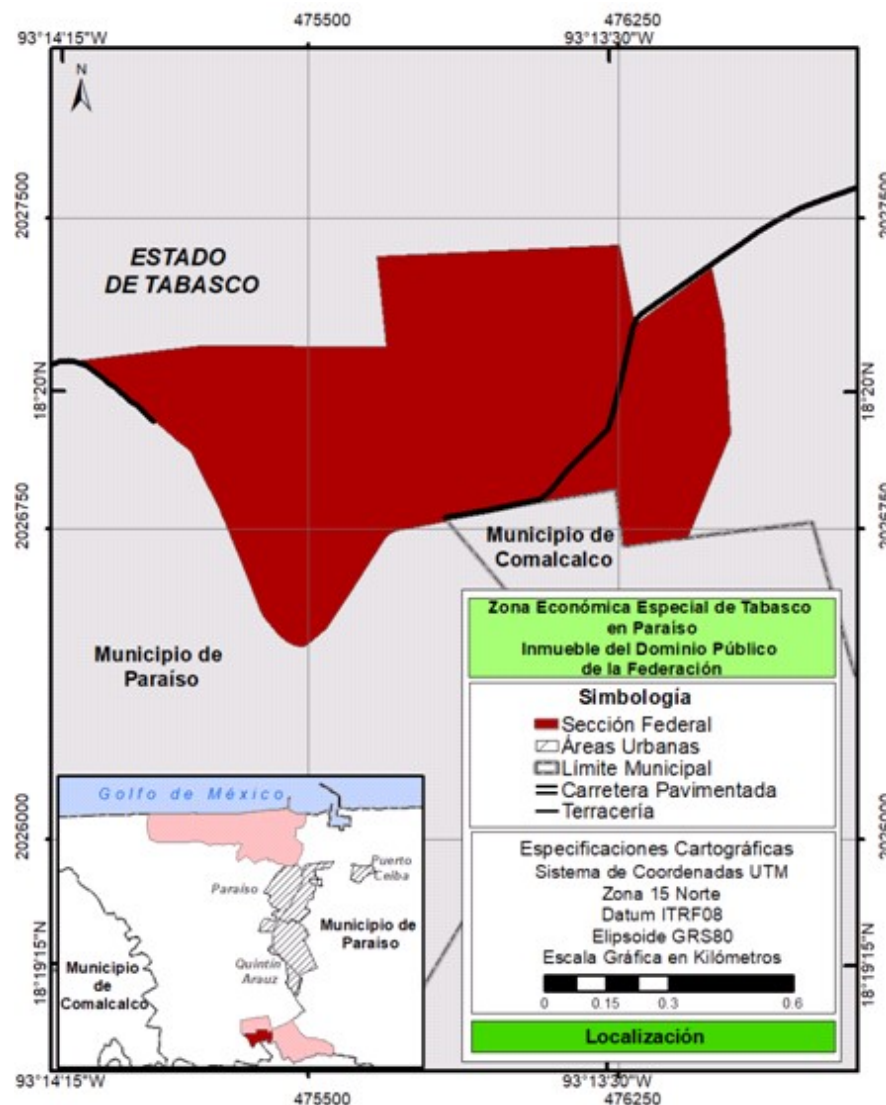 475500
476250
93°14'15"W
93°13'30"W
N
2027500
2027500
ESTADO
DE TABASCO
18°20'N
18°20'N
2026750
2026750
Municipio de
Comalcalco
Municipio de
Paraíso
Zona Económica Especial de Tabasco
en Paraíso
Inmueble del Dominio Público
de la Federación
Simbología
Sección Federal
Áreas Urbanas
Límite Municipal
Carretera Pavimentada
Terracería
2026000
2026000
Golfo de México
Puerto
Ceiba
Paraíso
Municipio de
Paraíso
Quintín
Arauz
Municipio
de
Comalcalco
Especificaciones Cartográficas
Sistema de Coordenadas UTM
Zona 15 Norte
Datum ITRF08
Elipsoide GRS80
Escala Gráfica en Kilómetros
0 0.15 0.3 0.6
Localización
18°19'15"N
18°19'15"N
93°14'15"W
93°13'30"W
475500
476250